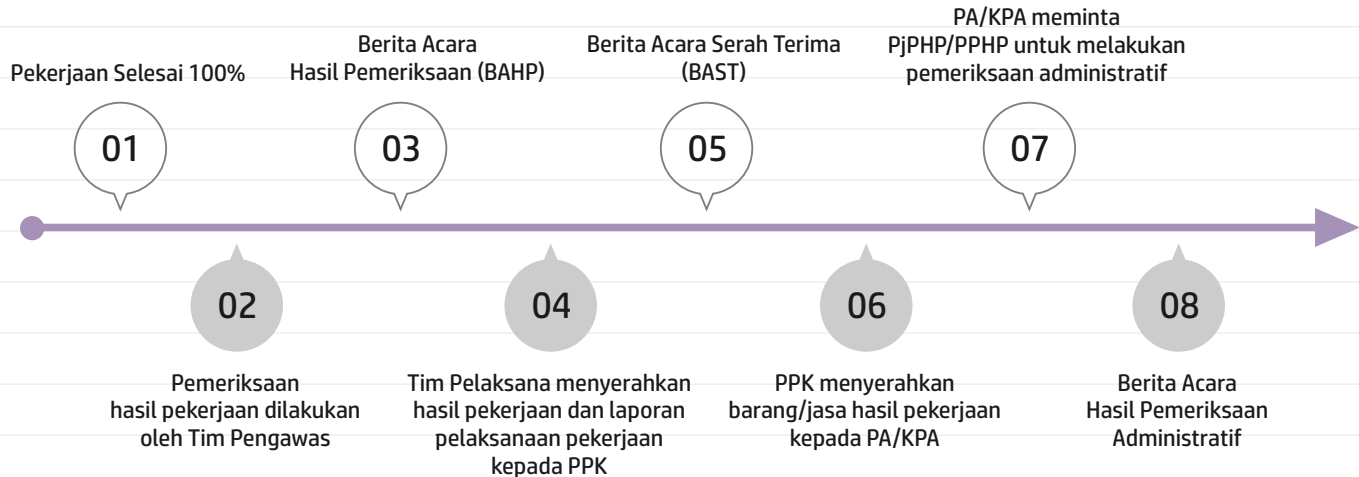 Pekerjaan Selesai 100%
01
Pemeriksaan
hasil pekerjaan dilakukan
oleh Tim Pengawas
02
Berita Acara
Hasil Pemeriksaan (BAHP)
03
04
Tim Pelaksana menyerahkan
hasil pekerjaan dan laporan
pelaksanaan pekerjaan
kepada PPK
Berita Acara Serah Terima
(BAST)
05
06
PPK menyerahkan
barang/jasa hasil pekerjaan
kepada PA/KPA
PA/KPA meminta
PjPHP/PPHP untuk melakukan
pemeriksaan administratif
07
08
Berita Acara
Hasil Pemeriksaan
Administratif